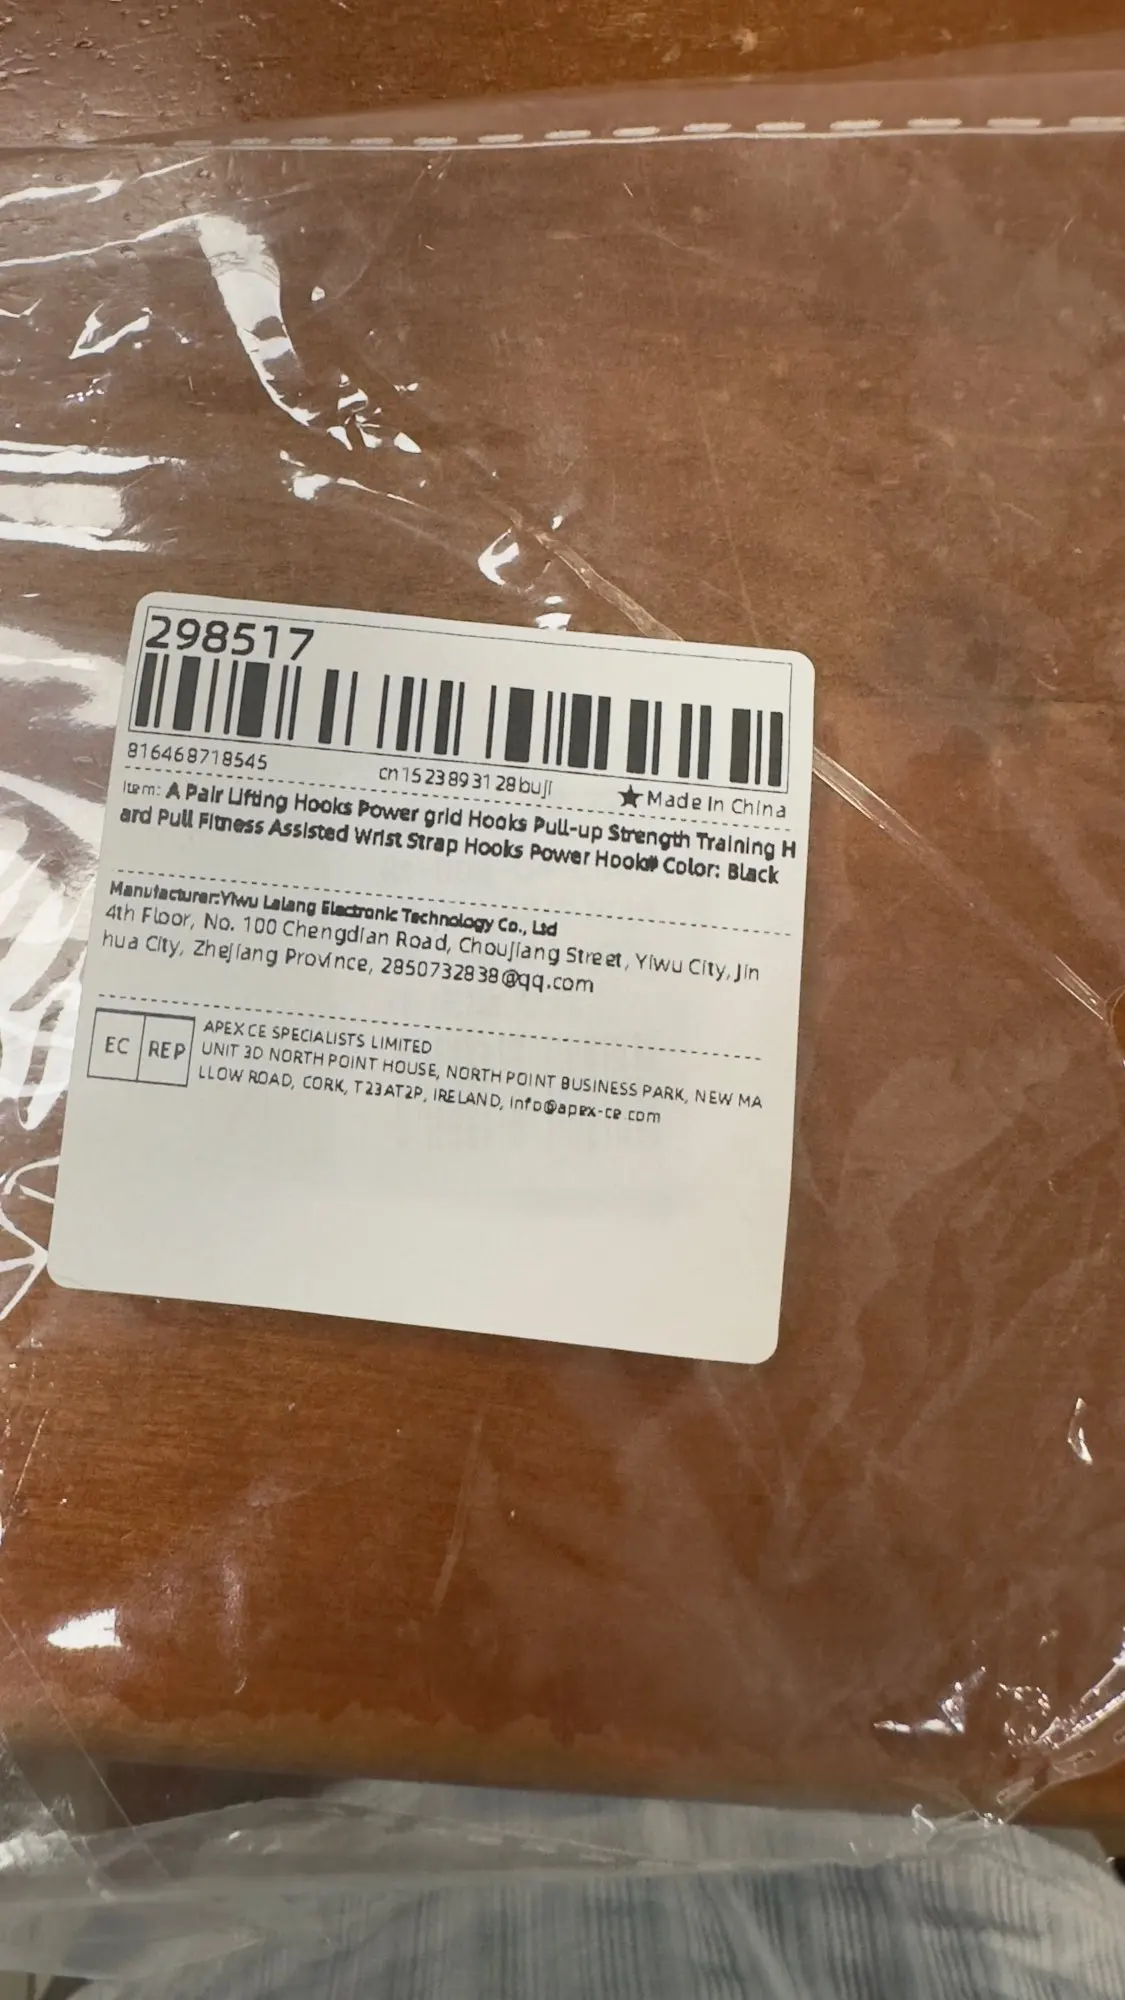 298517
816468718545
cn1523893128buji
★Made In China
Item: A Pair Lifting Hooks Power grid Hooks Pull-up Strength Training H
ard Pull Fitness Assisted Wrist Strap Hooks Power Hook# Color: Black
Manufacturer:Yiwu Lalang Electronic Technology Co., Ltd
4th Floor, No. 100 Chengdian Road, Choujiang Street, Yiwu City, Jin
hua City, Zhejiang Province, 2850732838@qq.com
EC REP
APEX CE SPECIALISTS LIMITED
UNIT 3D NORTH POINT HOUSE, NORTH POINT BUSINESS PARK, NEW MA
LLOW ROAD, CORK, T23AT2P, IRELAND, info@apex-ce.com